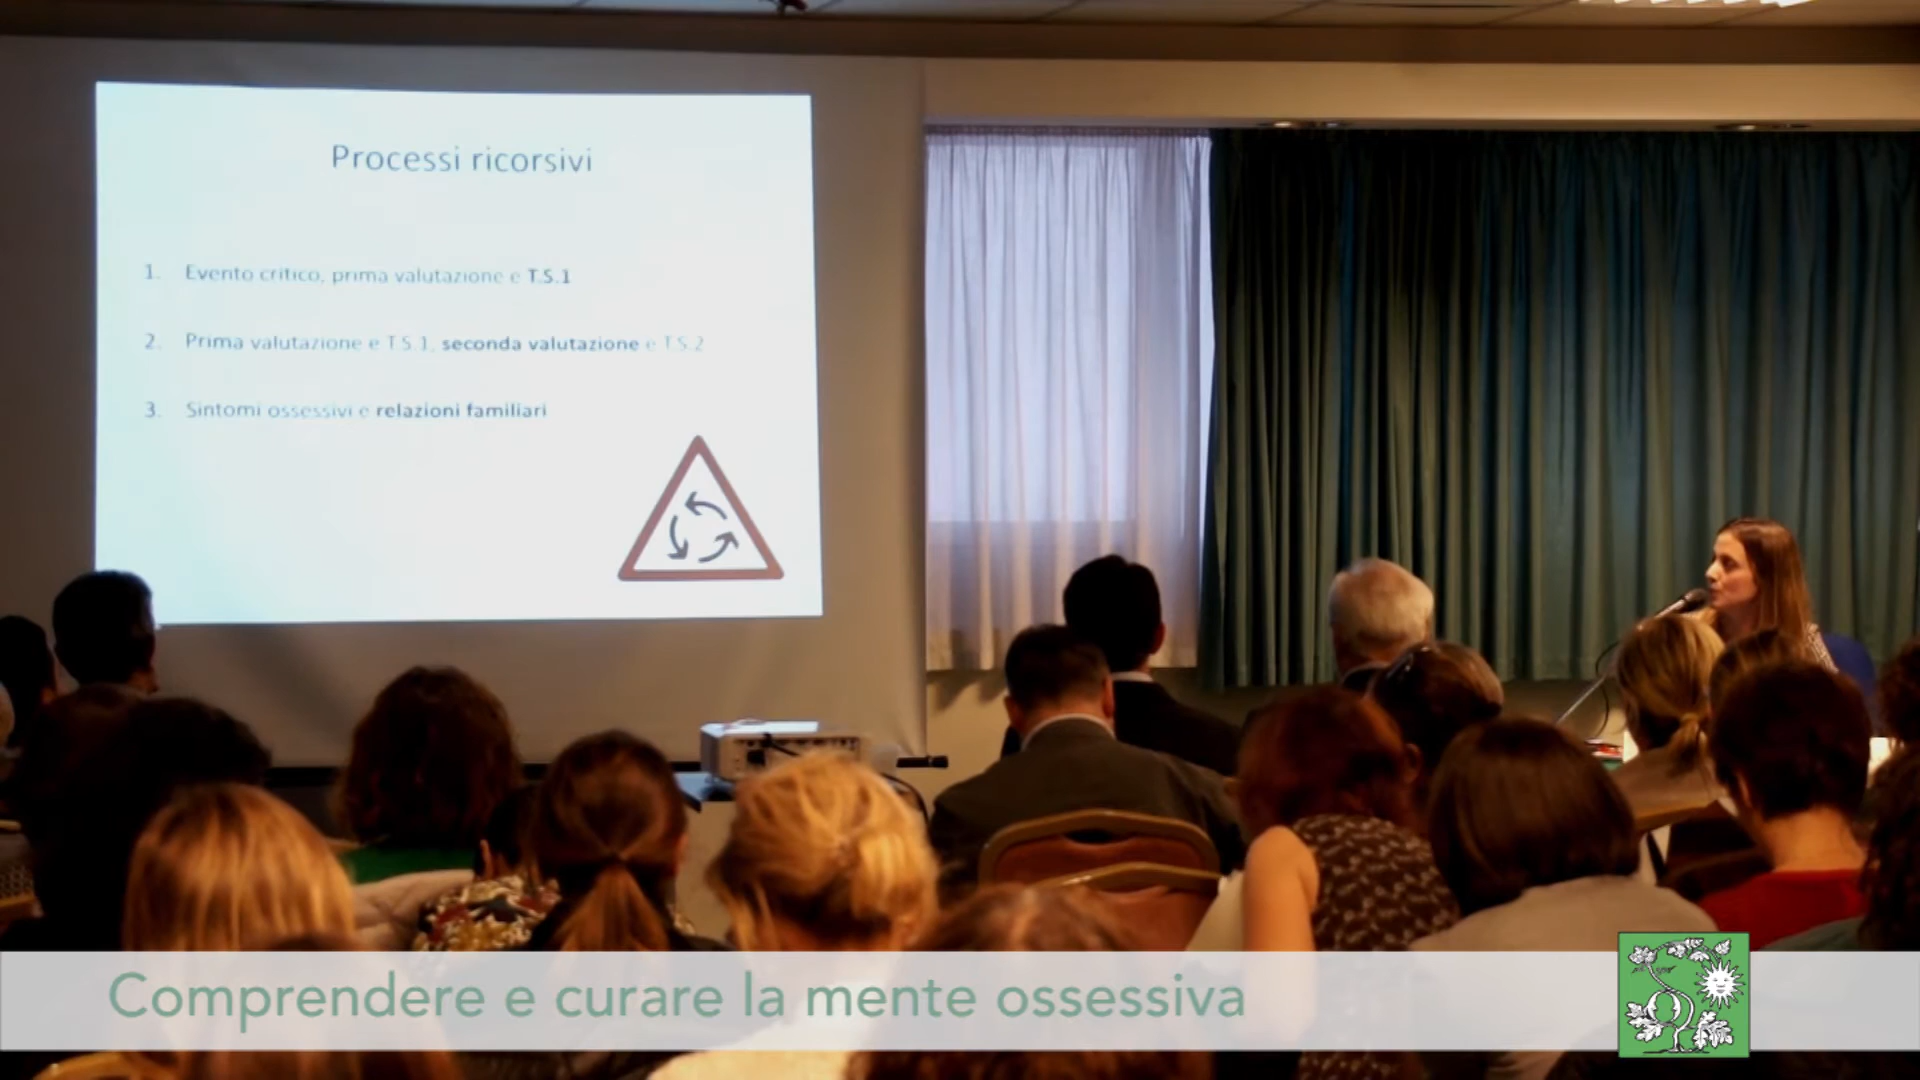 Processi ricorsivi
1. Evento critico, prima valutazione e T.S.1
2. Prima valutazione e T.S.1, seconda valutazione e T.S.2
3. Sintomi ossessivi e relazioni familiari
Comprendere e curare la mente ossessiva